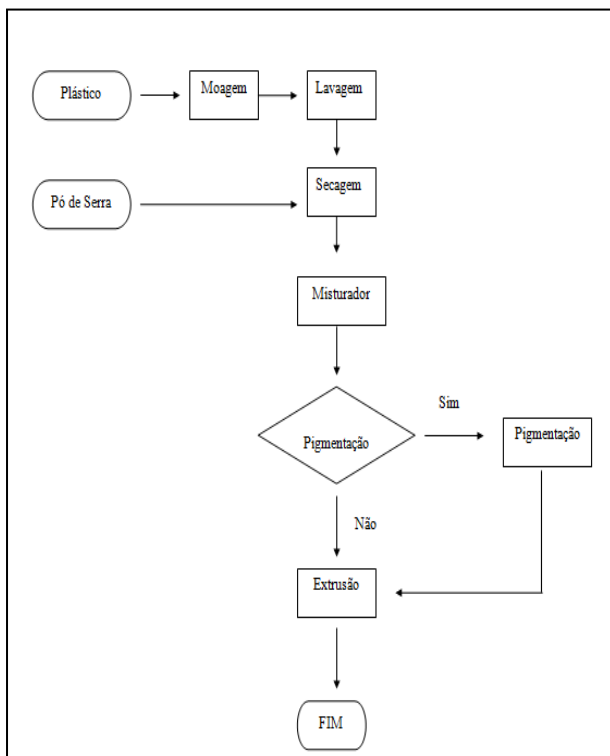 Plástico
Moagem
Lavagem
Pó de Serra
Secagem
Misturador
Pigmentação
Sim
Pigmentação
Não
Extrusão
FIM